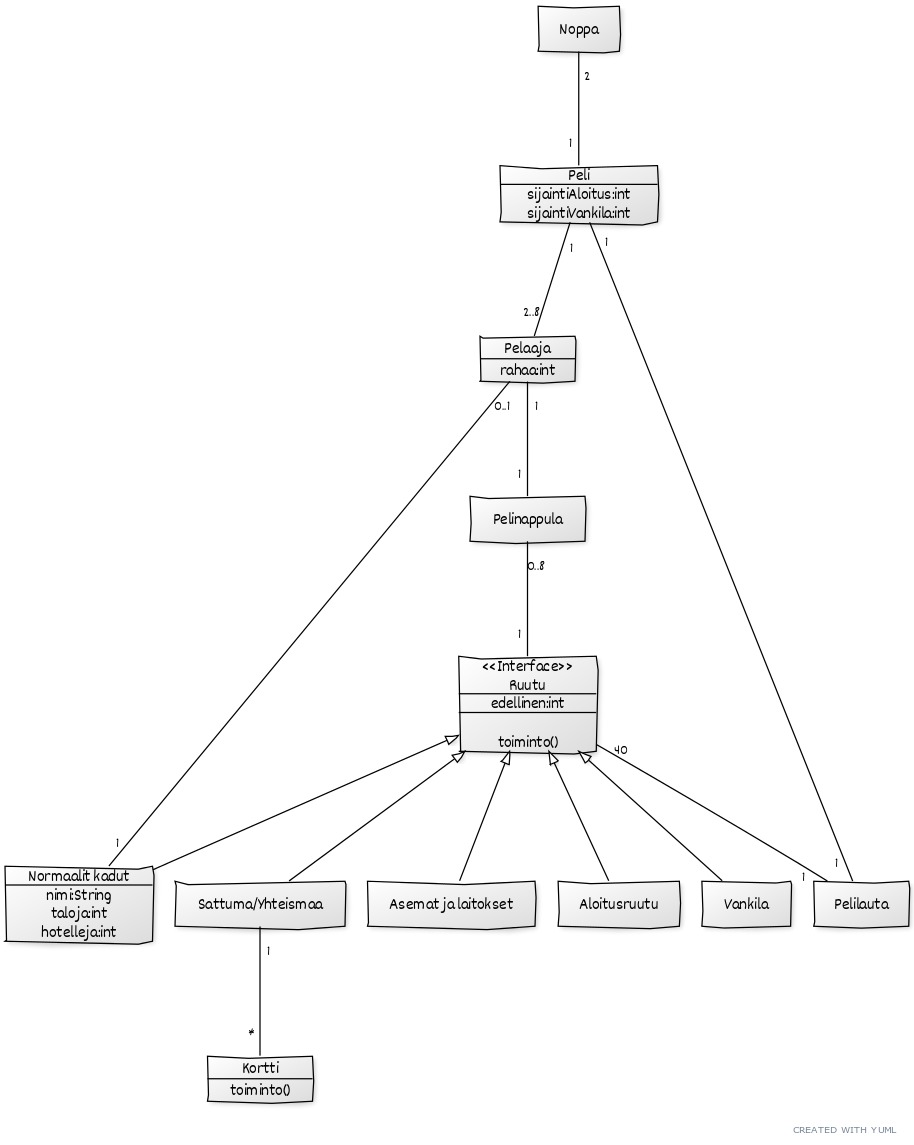 Noppa
2
1
Peli
sijaintiAloitus:int
sijaintiVankila:int
1
1
2..8
Pelaaja
rahaa:int
0..1
1
1
Pelinappula
0..8
1
<<Interface>>
Ruutu
edellinen:int
toiminto()
40
1
1
1
Normaalit kadut
nimi:String
taloja:int
hotelleja:int
Sattuma/Yhteismaa
Asemat ja laitokset
Aloitusruutu
Vankila
Pelilauta
1
*
Kortti
toiminto()
CREATED WITH YUML